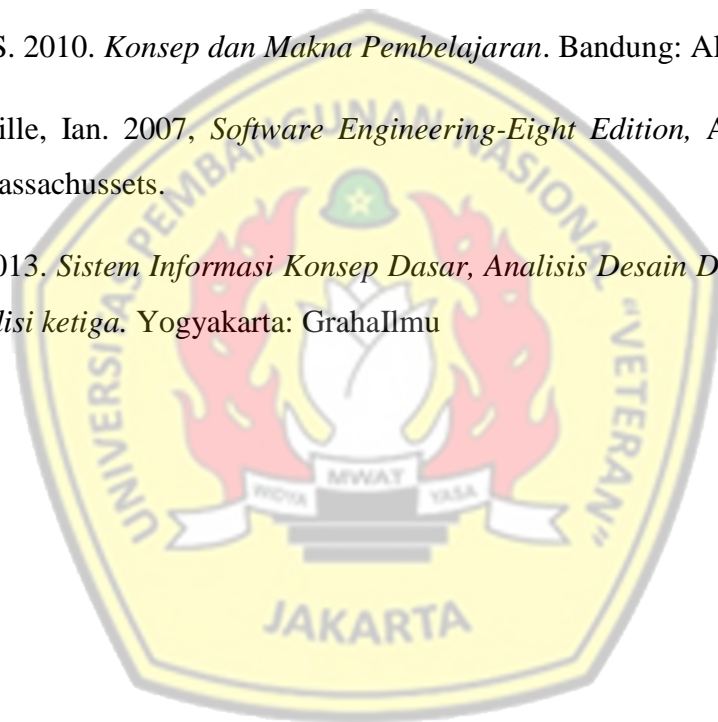 S. 2010. Konsep dan Makna Pembelajaran. Bandung: Al
ille, Ian. 2007, Software Engineering-Eight Edition, A
assachussets.
013. Sistem Informasi Konsep Dasar, Analisis Desain D
disi ketiga. Yogyakarta: GrahaIlmu
UNIVERSITAS PEMBANGUNAN NASIONAL "VETERAN"
WIDYA MWAT YASA
JAKARTA